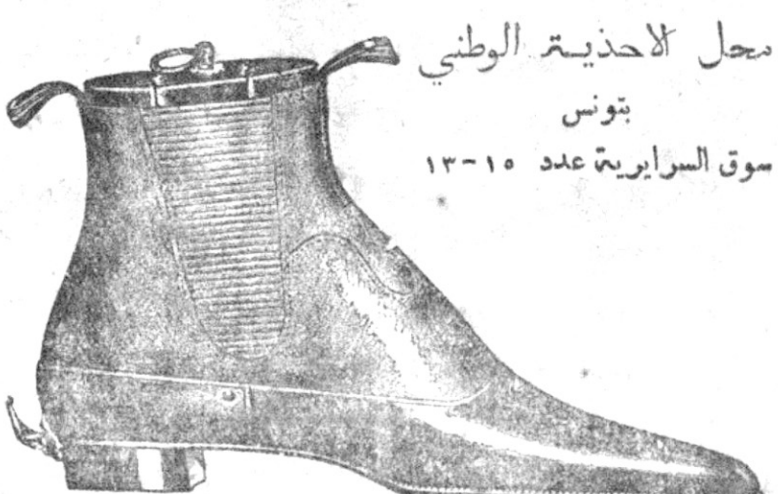 محل الاحذية الوطني
بتونس
سوق السرايرية عدد ١٥-١٣